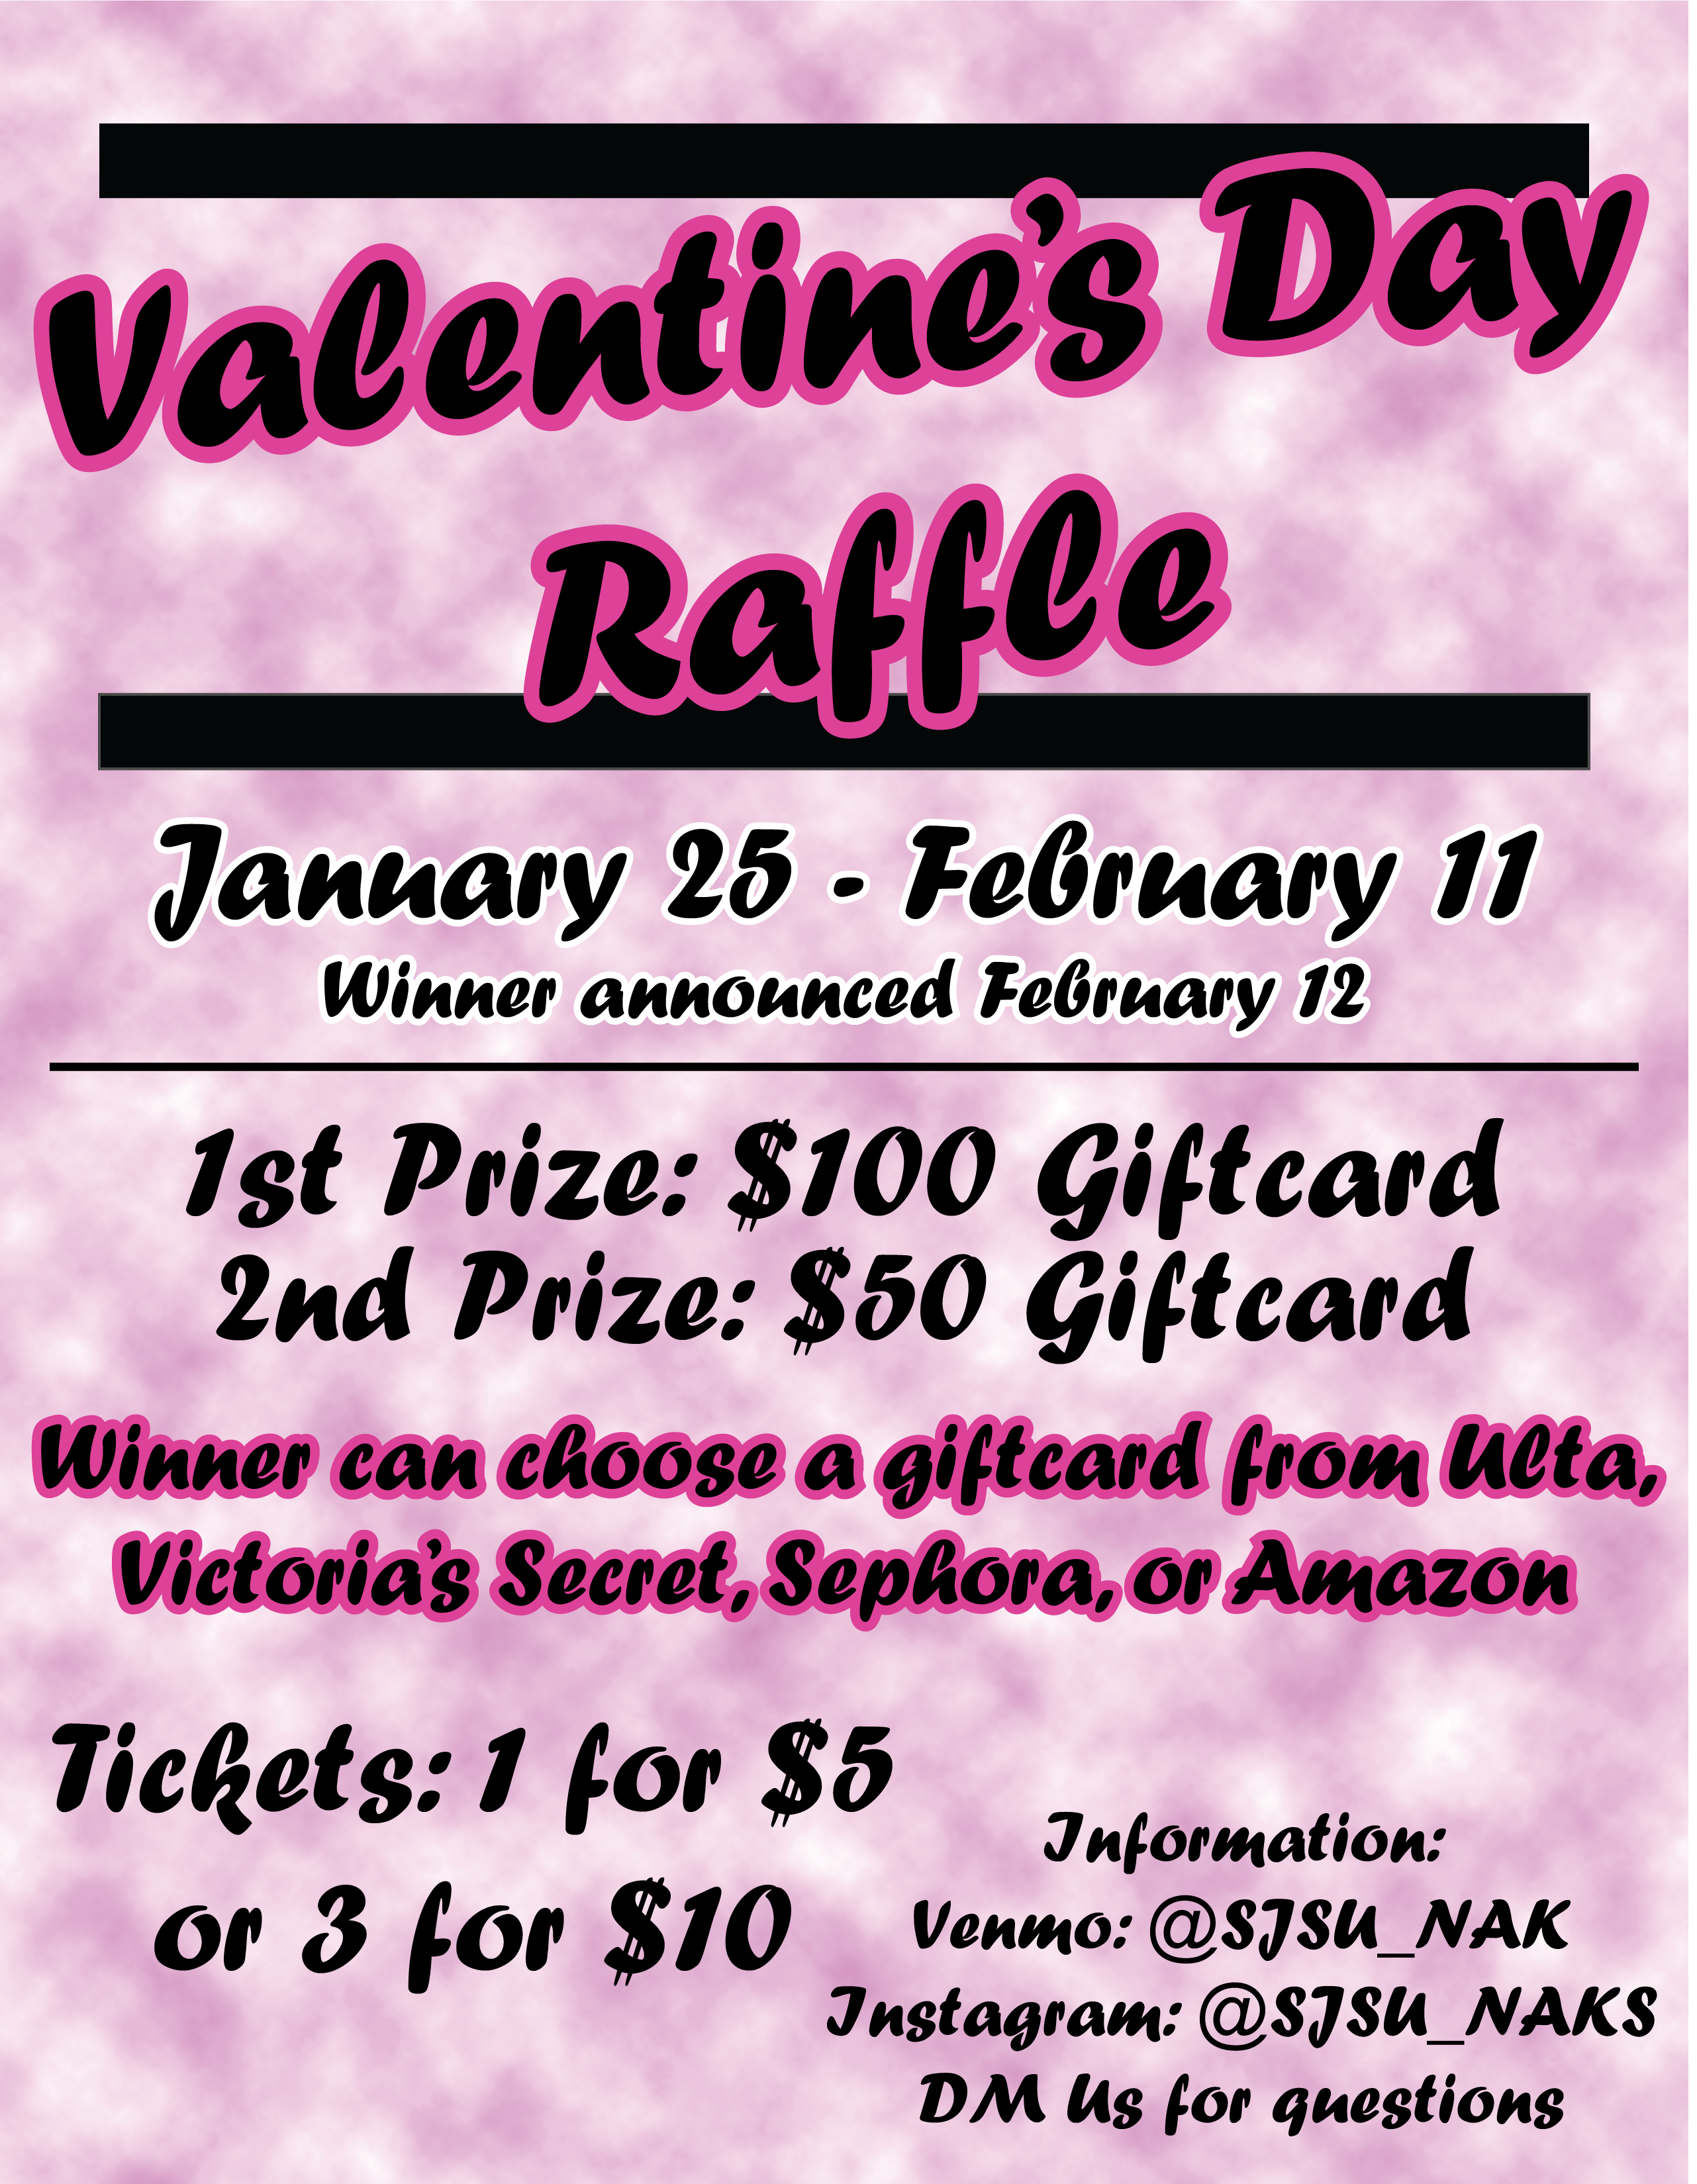 Valentine's Day
Raffle
January 25 - February 11
Winner announced February 12
1st Prize: $100 Giftcard
2nd Prize: $50 Giftcard
Winner can choose a giftcard from Ulta,
Victoria's Secret, Sephora, or Amazon
Tickets: 1 for $5
or 3 for $10
Information:
Venmo: @SJSU_NAK
Instagram: @SJSU_NAKS
DM Us for questions